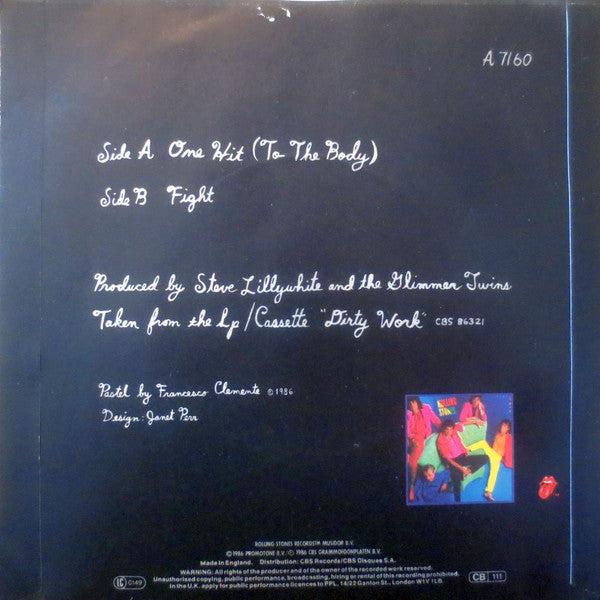 A 7160
Side A One Hit (To The Body)
Side B Fight
Produced by Steve Lillywhite and the Glimmer Twins
Taken from the Lp/Cassette "Dirty Work" CBS 86321
Pastel by Francesco Clemente © 1986
Design: Janet Perr
ROLLING STONES
ROLLING STONES RECORDS™ MUSIDOR B.V.
℗ 1986 PROMOTONE B.V. © 1986 CBS GRAMMOFOONPLATEN B.V.
Made in England. Distribution: CBS Records/CBS Disques S.A.
WARNING: All rights of the producer and of the owner of the recorded work reserved.
Unauthorised copying, public performance, broadcasting, hiring or rental of this recording prohibited.
In the U.K. apply for public performance licences to PPL, 14/22 Ganton St., London W1V 1LB.
LC 0149
CB 111